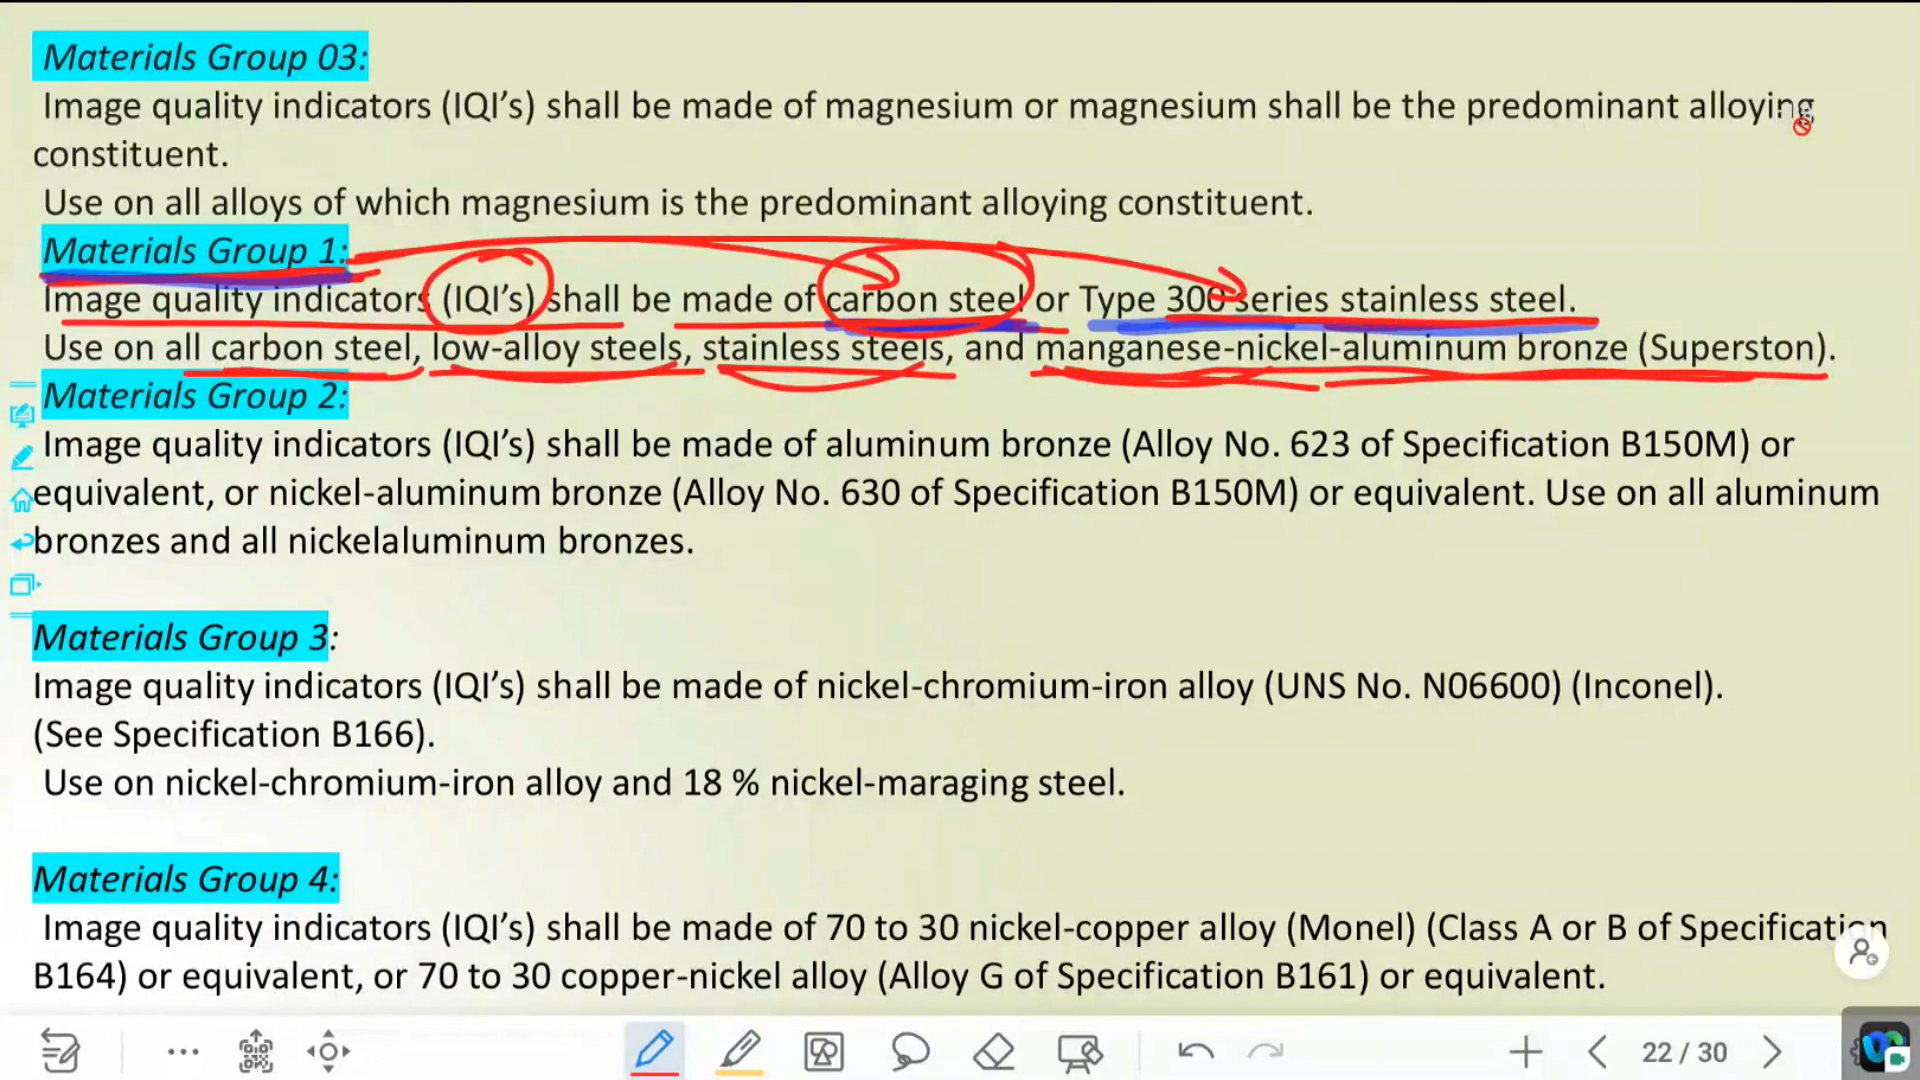 Materials Group 03:
Image quality indicators (IQI’s) shall be made of magnesium or magnesium shall be the predominant alloying
constituent.
Use on all alloys of which magnesium is the predominant alloying constituent.
Materials Group 1:
Image quality indicators (IQI’s) shall be made of carbon steel or Type 300 series stainless steel.
Use on all carbon steel, low-alloy steels, stainless steels, and manganese-nickel-aluminum bronze (Superston).
Materials Group 2:
Image quality indicators (IQI’s) shall be made of aluminum bronze (Alloy No. 623 of Specification B150M) or
equivalent, or nickel-aluminum bronze (Alloy No. 630 of Specification B150M) or equivalent. Use on all aluminum
bronzes and all nickelaluminum bronzes.
Materials Group 3:
Image quality indicators (IQI’s) shall be made of nickel-chromium-iron alloy (UNS No. N06600) (Inconel).
(See Specification B166).
Use on nickel-chromium-iron alloy and 18 % nickel-maraging steel.
Materials Group 4:
Image quality indicators (IQI’s) shall be made of 70 to 30 nickel-copper alloy (Monel) (Class A or B of Specification
B164) or equivalent, or 70 to 30 copper-nickel alloy (Alloy G of Specification B161) or equivalent.
22 / 30